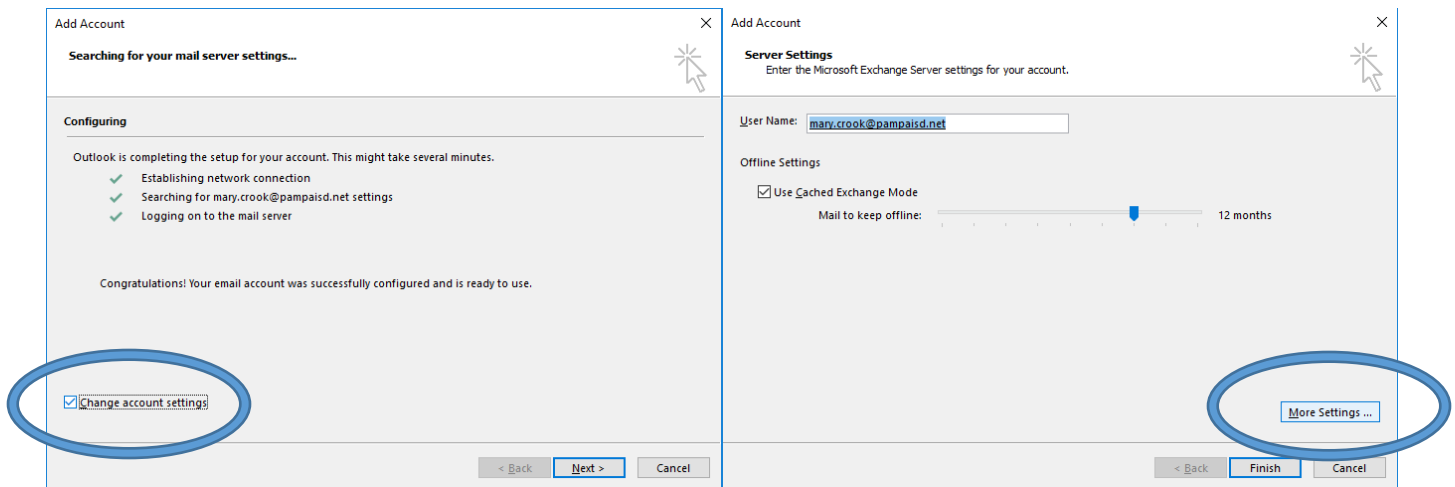 Add Account
Searching for your mail server settings...
Configuring
Outlook is completing the setup for your account. This might take several minutes.
Establishing network connection
Searching for mary.crook@pampaisd.net settings
Logging on to the mail server
Congratulations! Your email account was successfully configured and is ready to use.
Change account settings
< Back Next > Cancel
Add Account
Server Settings
Enter the Microsoft Exchange Server settings for your account.
User Name: mary.crook@pampaisd.net
Offline Settings
Use Cached Exchange Mode
Mail to keep offline: 12 months
More Settings ...
< Back Finish Cancel